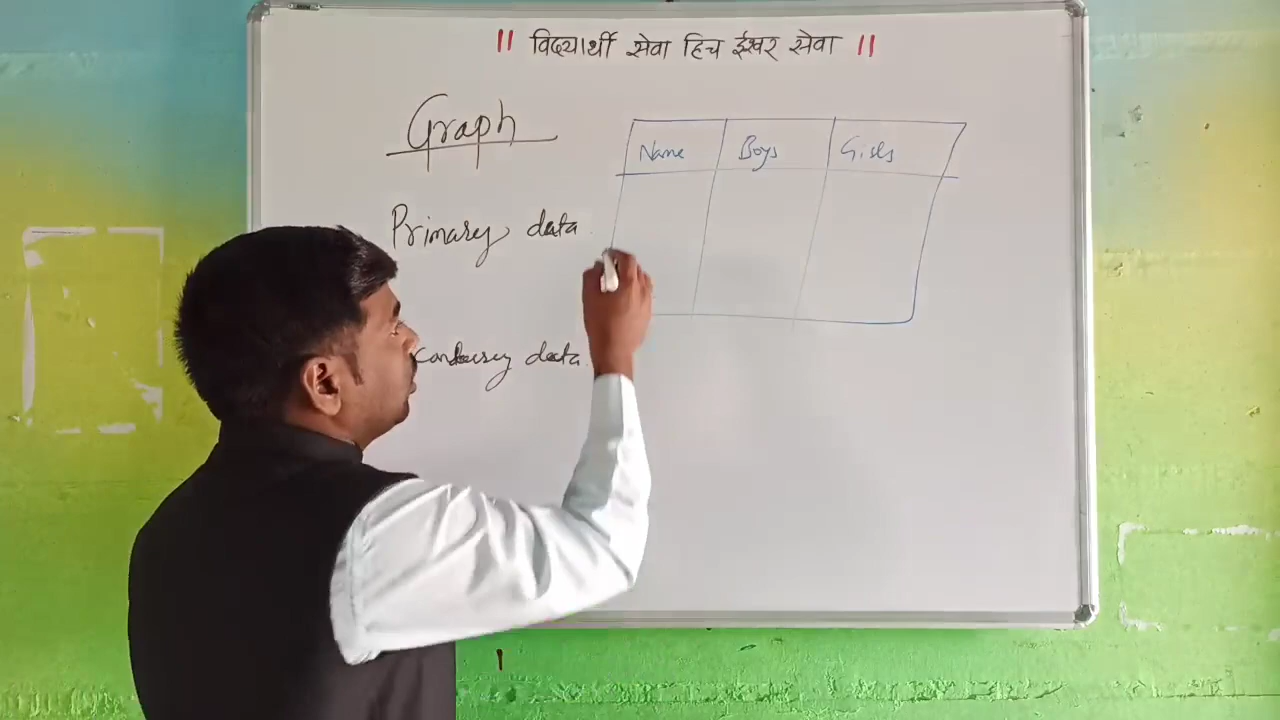 || विद्यार्थी सेवा हिच ईश्वर सेवा ||
Graph
Name Boys Girls
Primary data
data